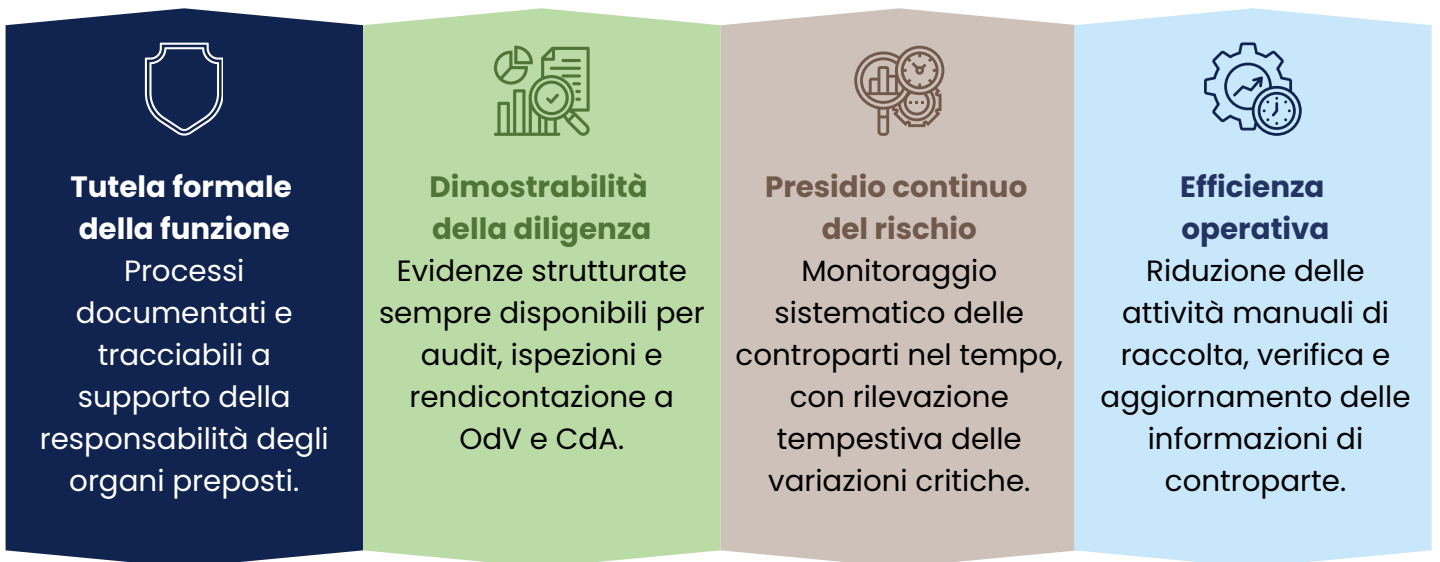 Tutela formale
della funzione
Processi
documentati e
tracciabili a
supporto della
responsabilità degli
organi preposti.
Dimostrabilità
della diligenza
Evidenze strutturate
sempre disponibili per
audit, ispezioni e
rendicontazione a
OdV e CdA.
Presidio continuo
del rischio
Monitoraggio
sistematico delle
controparti nel tempo,
con rilevazione
tempestiva delle
variazioni critiche.
Efficienza
operativa
Riduzione delle
attività manuali di
raccolta, verifica e
aggiornamento delle
informazioni di
controparte.